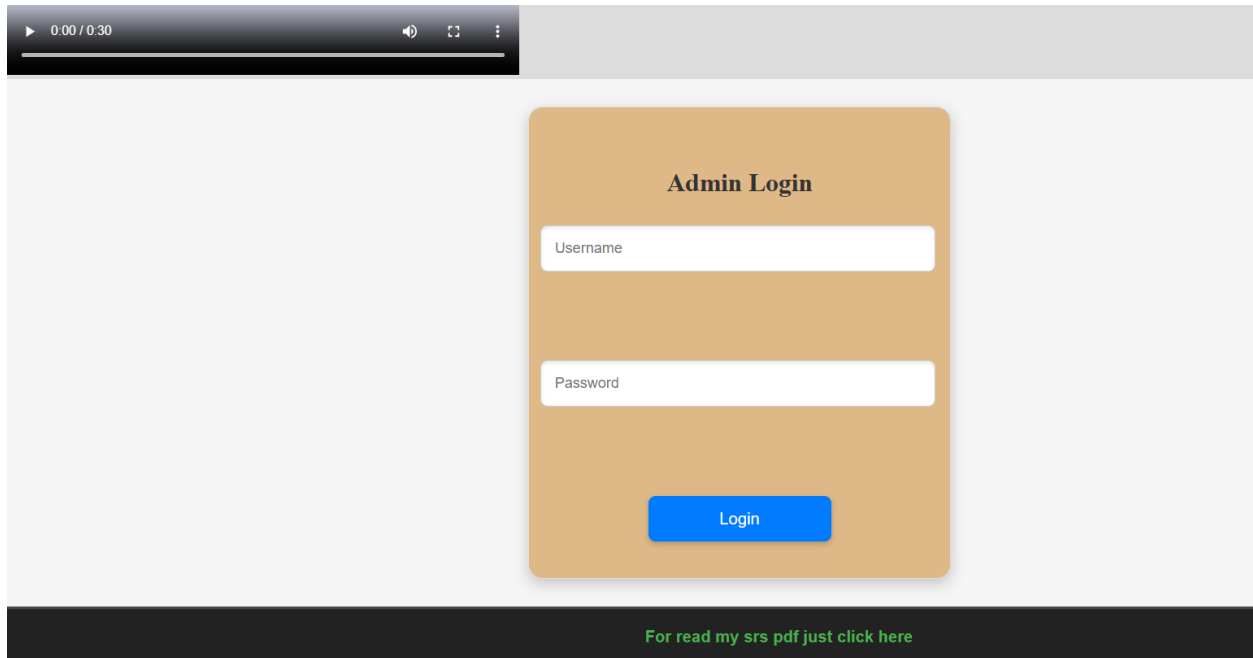 0:00 / 0:30
Admin Login
Username
Password
Login
For read my srs pdf just click here